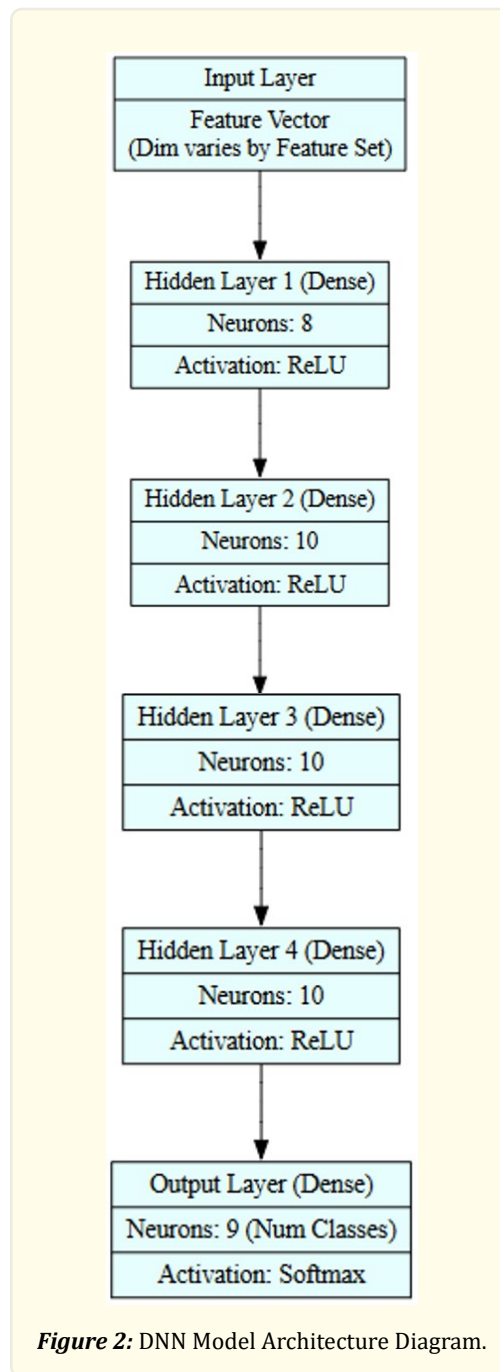 Input Layer
Feature Vector
(Dim varies by Feature Set)
Hidden Layer 1 (Dense)
Neurons: 8
Activation: ReLU
Hidden Layer 2 (Dense)
Neurons: 10
Activation: ReLU
Hidden Layer 3 (Dense)
Neurons: 10
Activation: ReLU
Hidden Layer 4 (Dense)
Neurons: 10
Activation: ReLU
Output Layer (Dense)
Neurons: 9 (Num Classes)
Activation: Softmax
Figure 2: DNN Model Architecture Diagram.